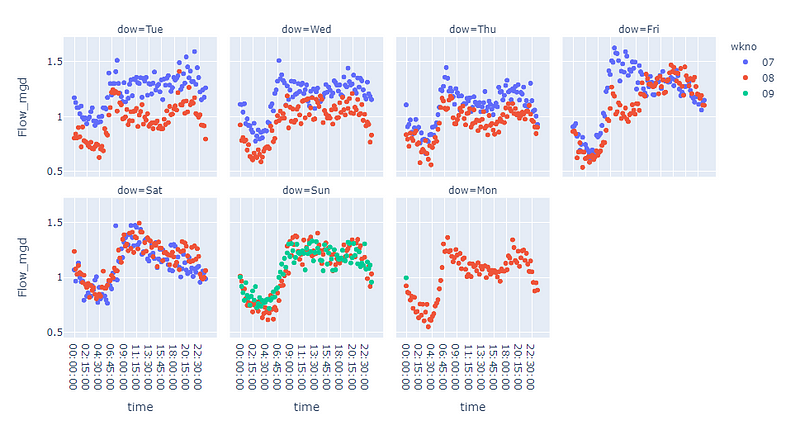 dow=Tue dow=Wed dow=Thu dow=Fri
wkno
07
08
09
Flow_mgd
1.5
1
0.5
dow=Sat dow=Sun dow=Mon
Flow_mgd
1.5
1
0.5
00:00:00 02:15:00 04:30:00 06:45:00 09:00:00 11:15:00 13:30:00 15:45:00 18:00:00 20:15:00 22:30:00
00:00:00 02:15:00 04:30:00 06:45:00 09:00:00 11:15:00 13:30:00 15:45:00 18:00:00 20:15:00 22:30:00
00:00:00 02:15:00 04:30:00 06:45:00 09:00:00 11:15:00 13:30:00 15:45:00 18:00:00 20:15:00 22:30:00
time time time